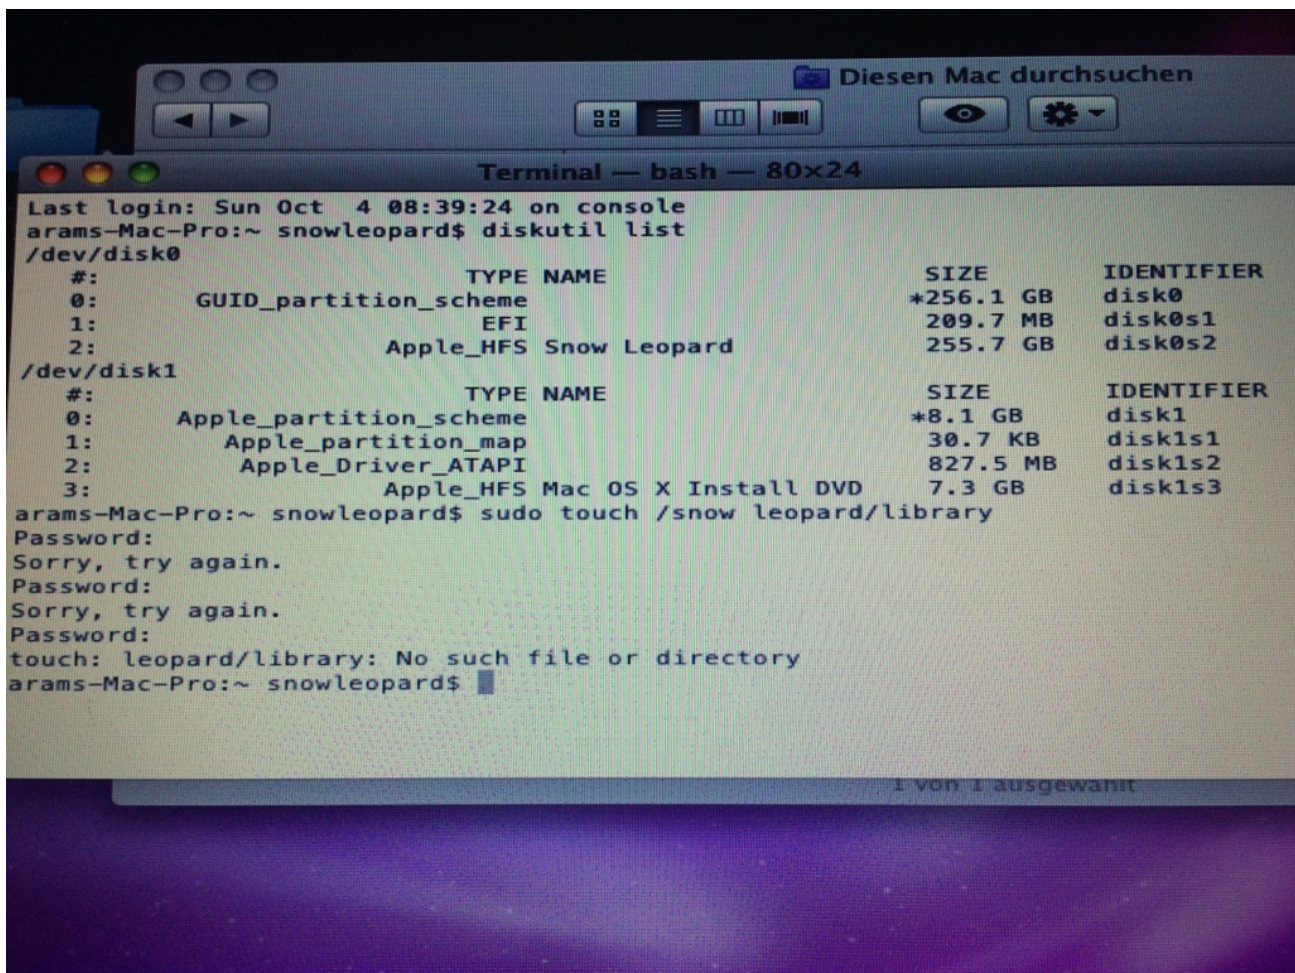 Diesen Mac durchsuchen
Terminal — bash — 80×24
Last login: Sun Oct  4 08:39:24 on console
arams-Mac-Pro:~ snowleopard$ diskutil list
/dev/disk0
#: TYPE NAME SIZE IDENTIFIER
0: GUID_partition_scheme *256.1 GB disk0
1: EFI 209.7 MB disk0s1
2: Apple_HFS Snow Leopard 255.7 GB disk0s2
/dev/disk1
#: TYPE NAME SIZE IDENTIFIER
0: Apple_partition_scheme *8.1 GB disk1
1: Apple_partition_map 30.7 KB disk1s1
2: Apple_Driver_ATAPI 827.5 MB disk1s2
3: Apple_HFS Mac OS X Install DVD 7.3 GB disk1s3
arams-Mac-Pro:~ snowleopard$ sudo touch /snow leopard/library
Password:
Sorry, try again.
Password:
Sorry, try again.
Password:
touch: leopard/library: No such file or directory
arams-Mac-Pro:~ snowleopard$
1 von 1 ausgewählt